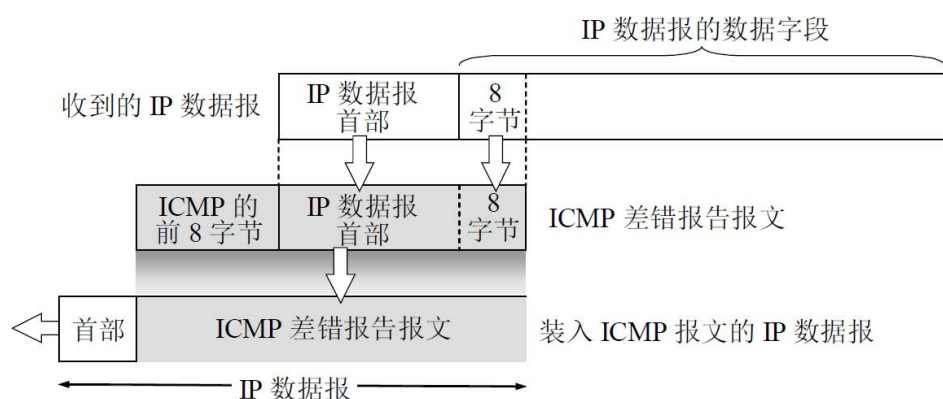 IP 数据报的数据字段
收到的 IP 数据报
IP 数据报
首部
8
字节
ICMP 的
前 8 字节
IP 数据报
首部
8
字节
ICMP 差错报告报文
首部
ICMP 差错报告报文
装入 ICMP 报文的 IP 数据报
IP 数据报